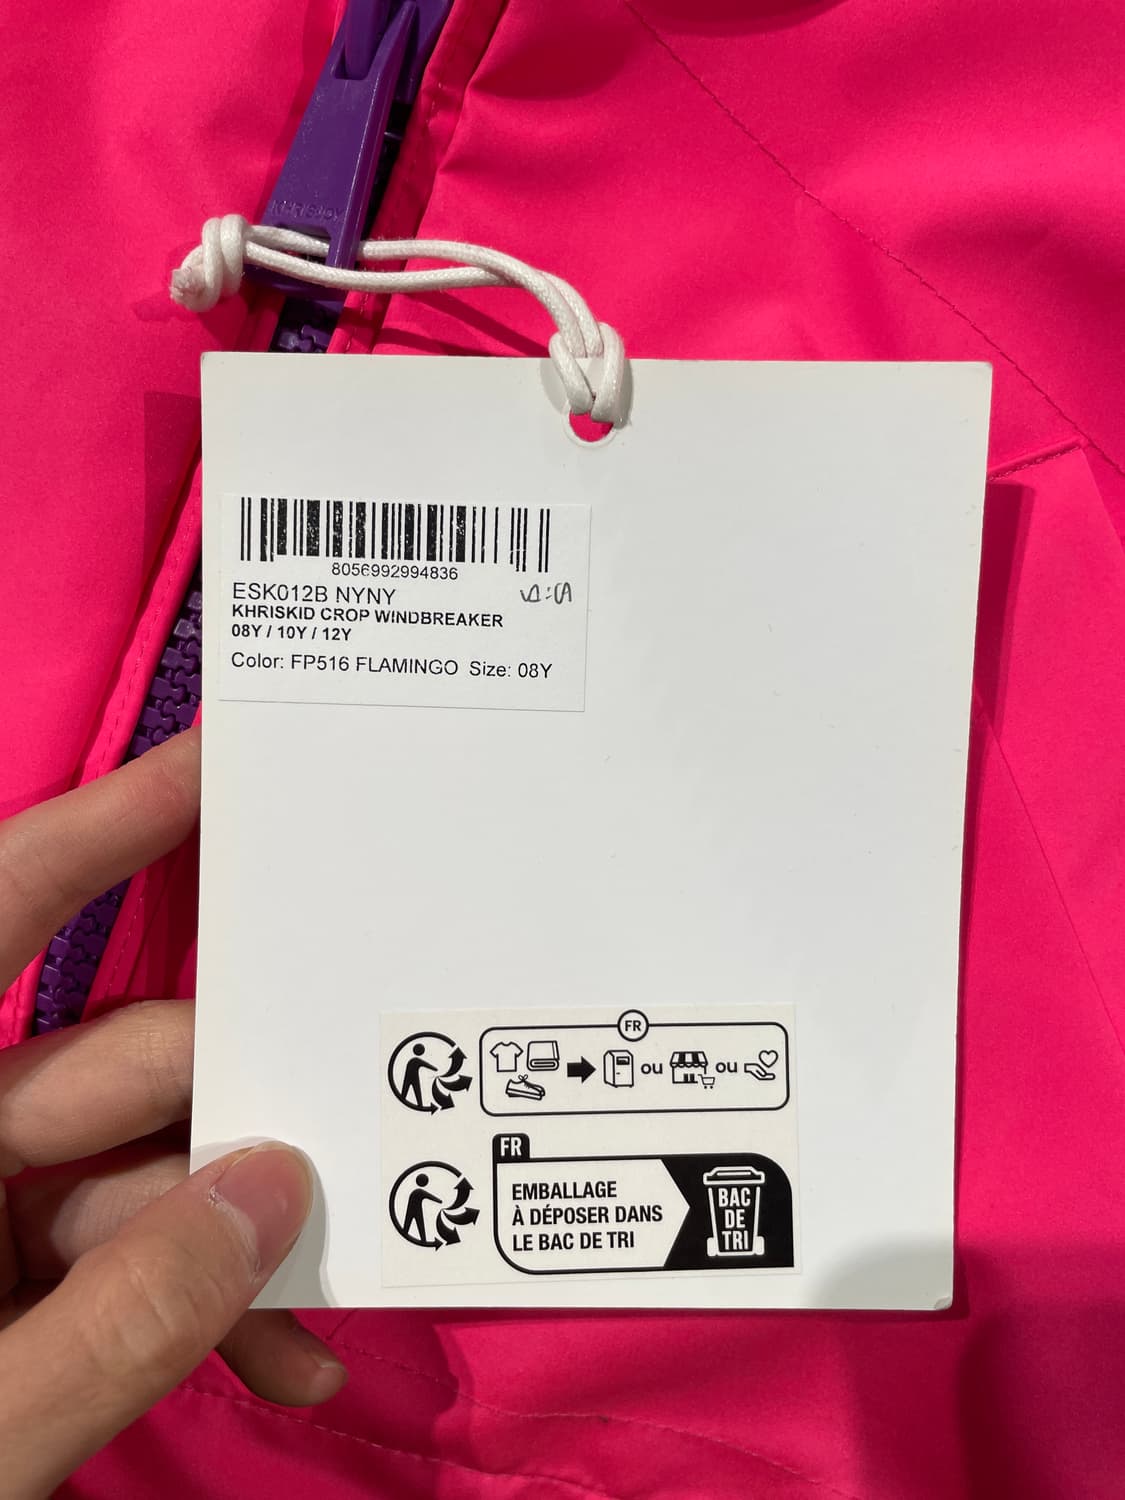 KHRISJOY
8056992994836
ESK012B NYNY
KHRISKID CROP WINDBREAKER
08Y / 10Y / 12Y
Color: FP516 FLAMINGO Size: 08Y
FR
ou
ou
FR
EMBALLAGE
À DÉPOSER DANS
LE BAC DE TRI
BAC
DE
TRI